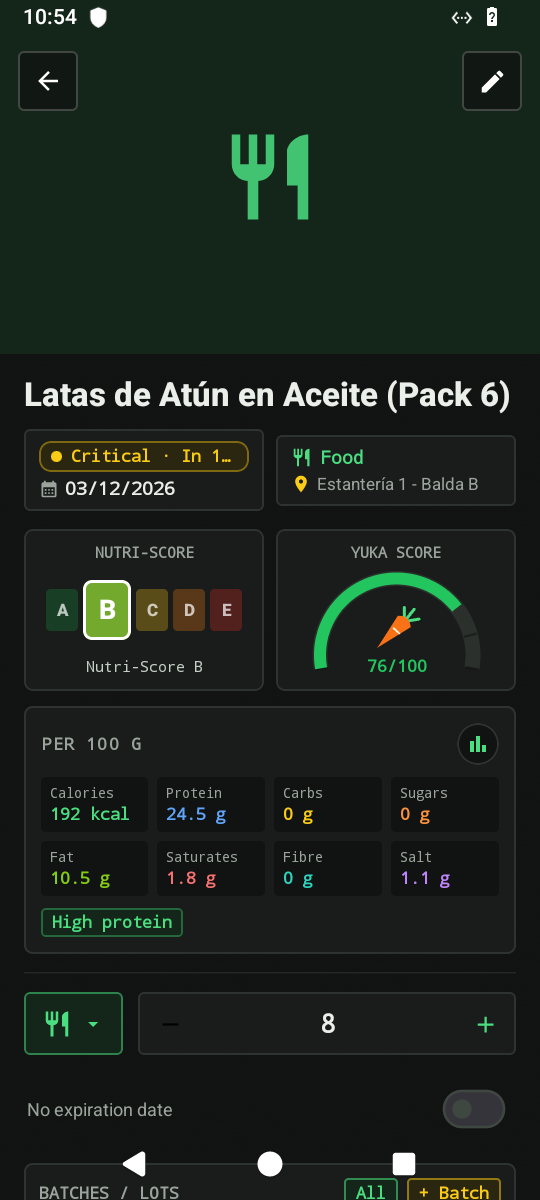 10:54
Latas de Atún en Aceite (Pack 6)
Critical · In 1…
03/12/2026
Food
Estantería 1 - Balda B
NUTRI-SCORE
A B C D E
Nutri-Score B
YUKA SCORE
76/100
PER 100 G
Calories Protein Carbs Sugars
192 kcal 24.5 g 0 g 0 g
Fat Saturates Fibre Salt
10.5 g 1.8 g 0 g 1.1 g
High protein
− 8 +
No expiration date
BATCHES / LOTS All + Batch